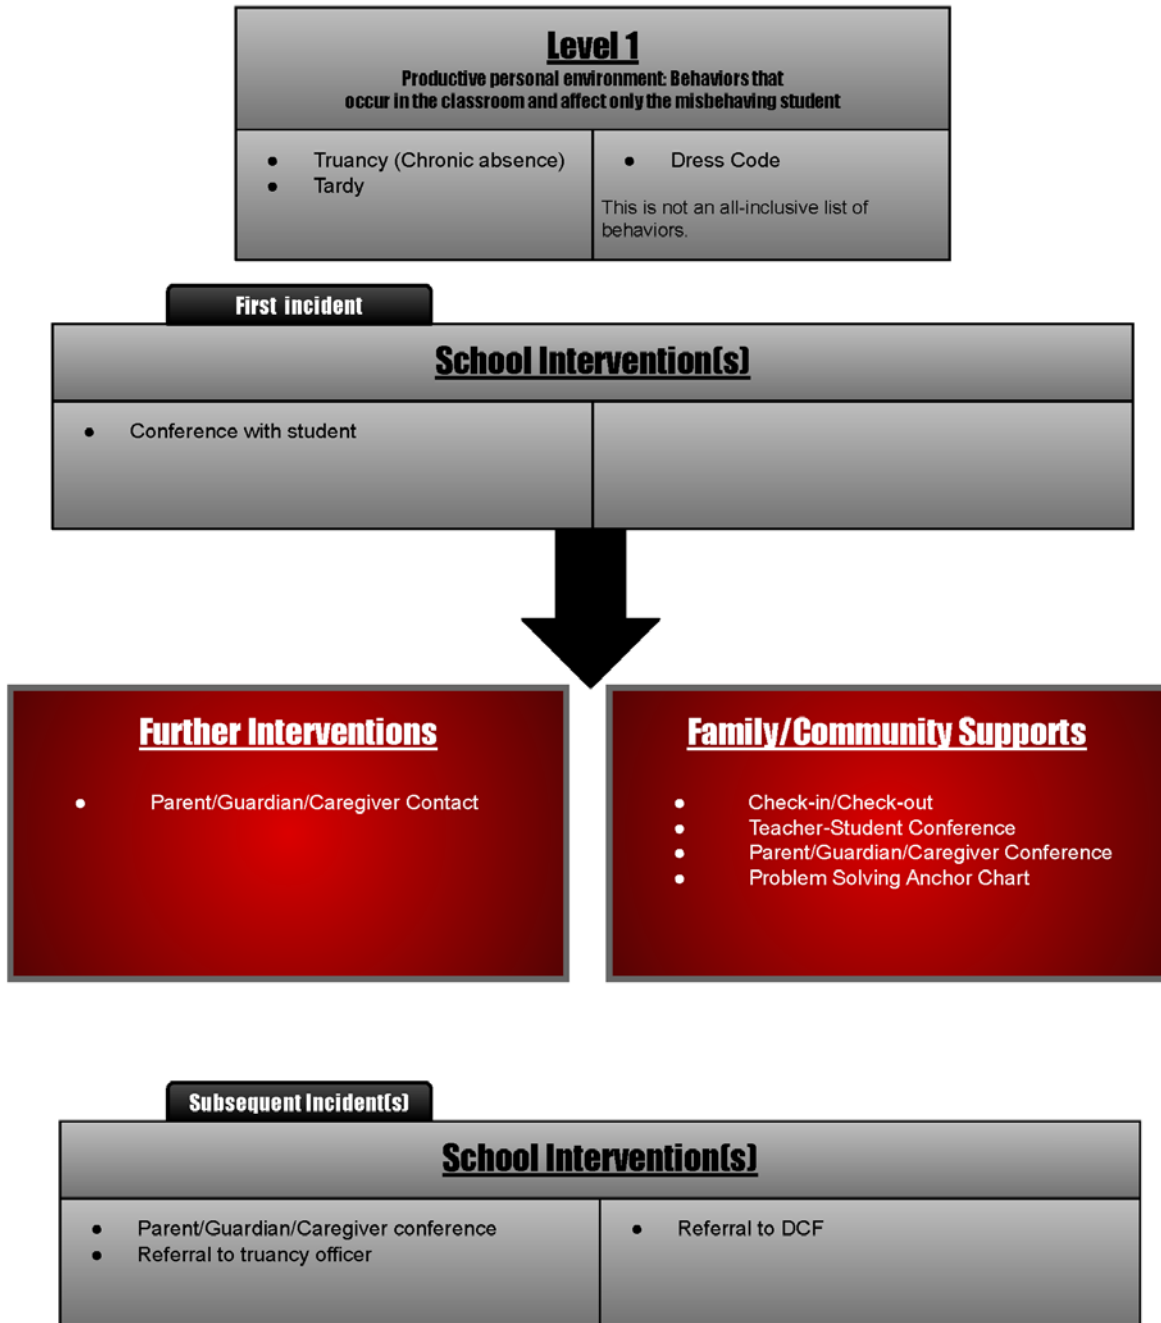 Level 1
Productive personal environment: Behaviors that
occur in the classroom and affect only the misbehaving student
● Truancy (Chronic absence)
● Tardy
● Dress Code
This is not an all-inclusive list of
behaviors.
First incident
School Intervention(s)
● Conference with student
Further Interventions
● Parent/Guardian/Caregiver Contact
Family/Community Supports
● Check-in/Check-out
● Teacher-Student Conference
● Parent/Guardian/Caregiver Conference
● Problem Solving Anchor Chart
Subsequent Incident(s)
School Intervention(s)
● Parent/Guardian/Caregiver conference
● Referral to truancy officer
● Referral to DCF